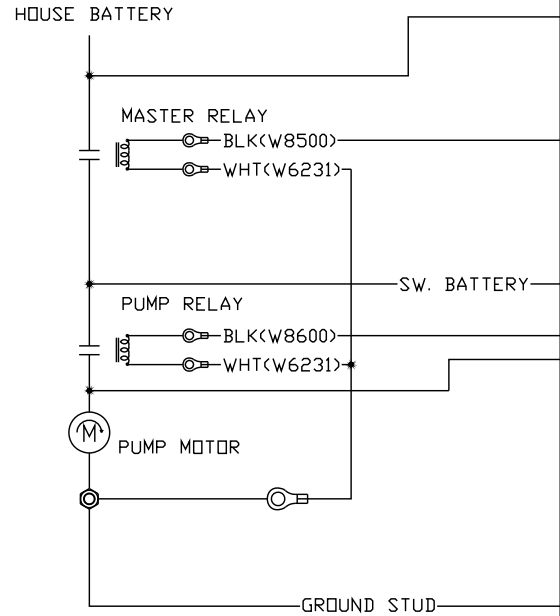 HOUSE BATTERY
MASTER RELAY
BLK(W8500)
WHT(W6231)
SW. BATTERY
PUMP RELAY
BLK(W8600)
WHT(W6231)
M
PUMP MOTOR
GROUND STUD